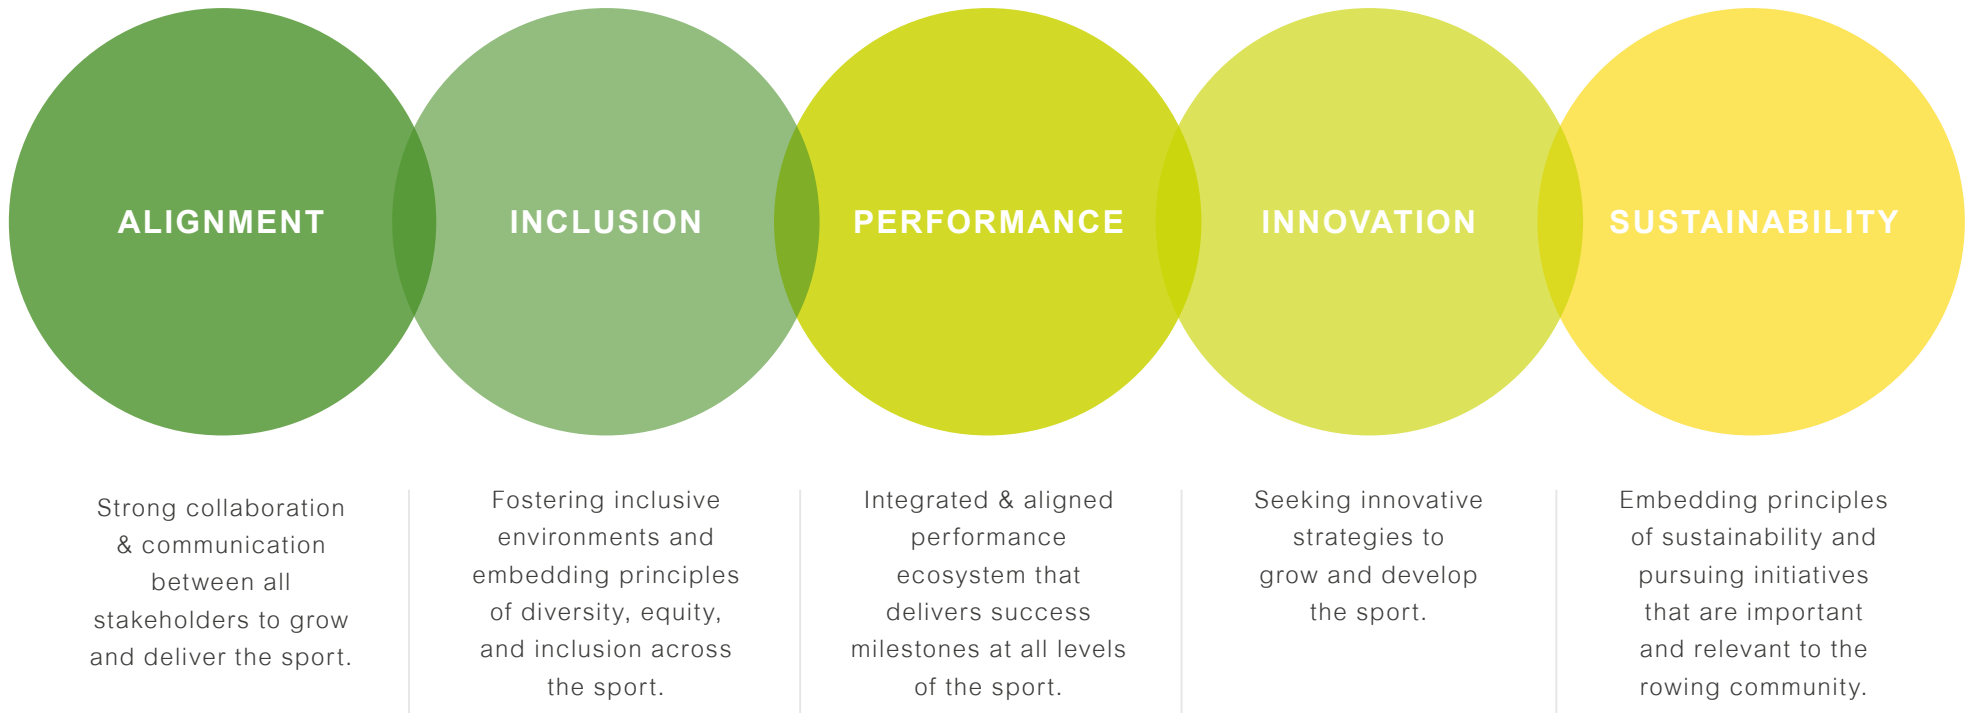 ALIGNMENT
INCLUSION
PERFORMANCE
INNOVATION
SUSTAINABILITY
Strong collaboration
& communication
between all
stakeholders to grow
and deliver the sport.
Fostering inclusive
environments and
embedding principles
of diversity, equity,
and inclusion across
the sport.
Integrated & aligned
performance
ecosystem that
delivers success
milestones at all levels
of the sport.
Seeking innovative
strategies to
grow and develop
the sport.
Embedding principles
of sustainability and
pursuing initiatives
that are important
and relevant to the
rowing community.